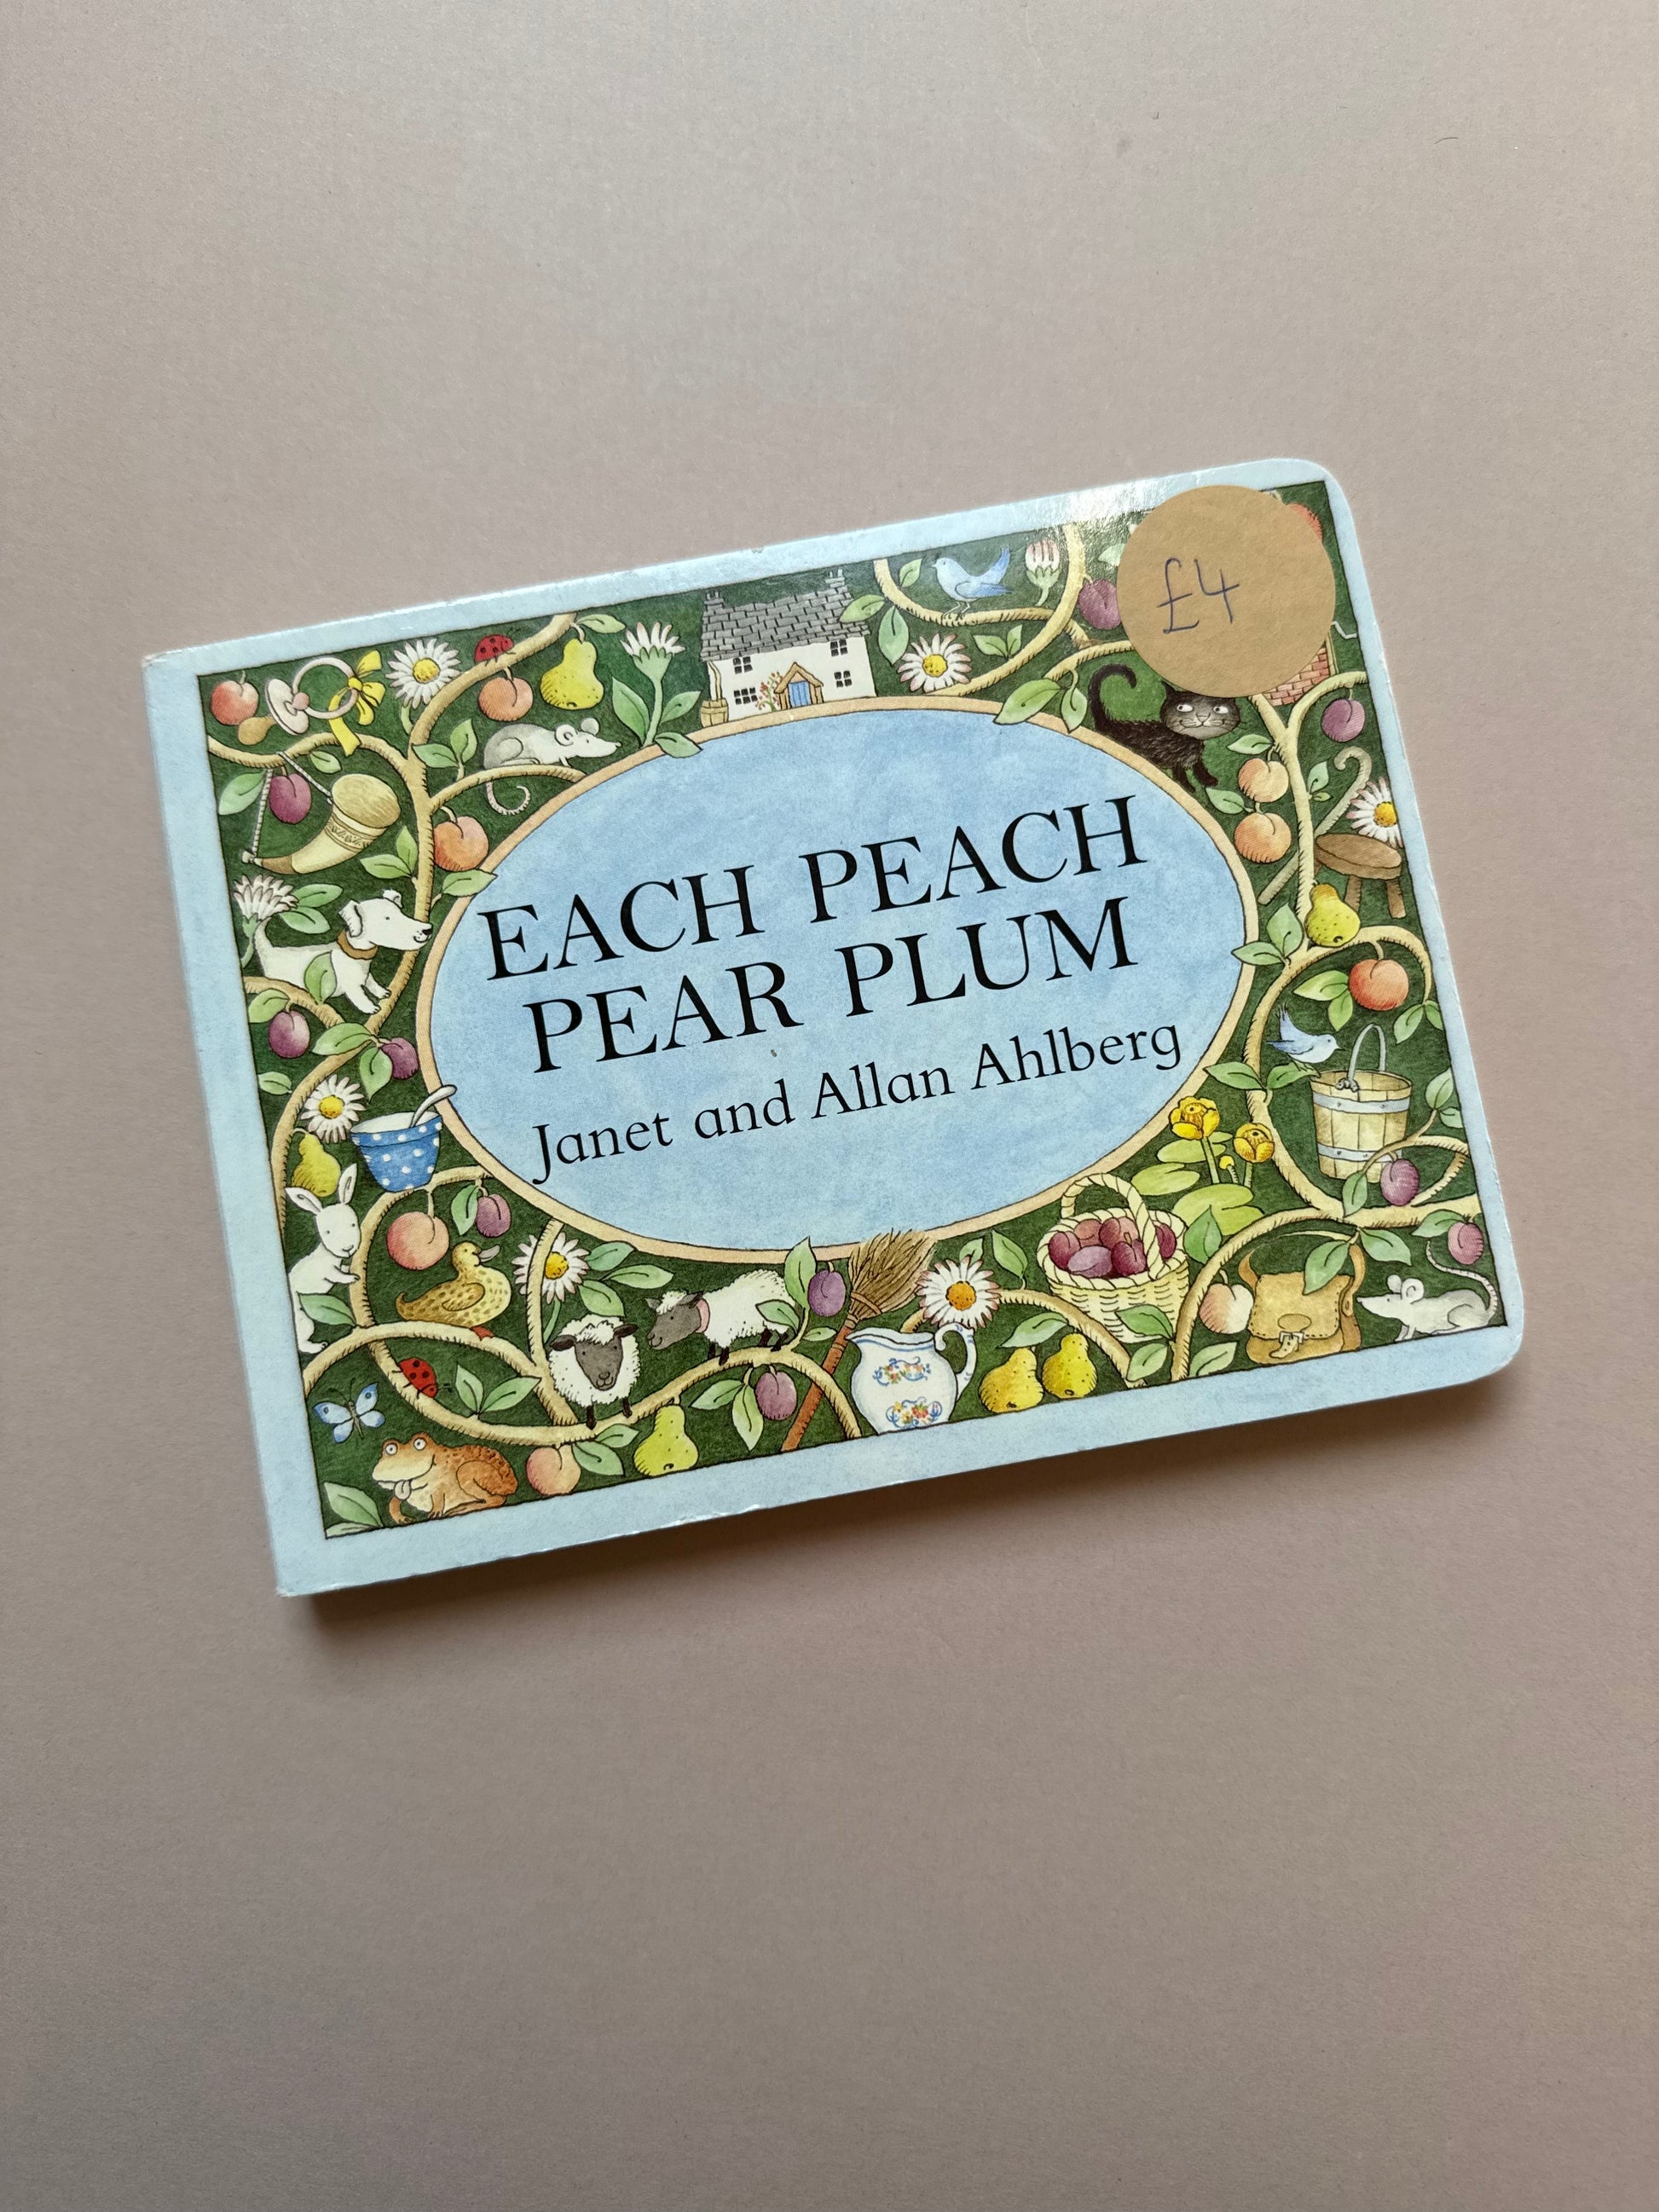 £4
EACH PEACH
PEAR PLUM
Janet and Allan Ahlberg